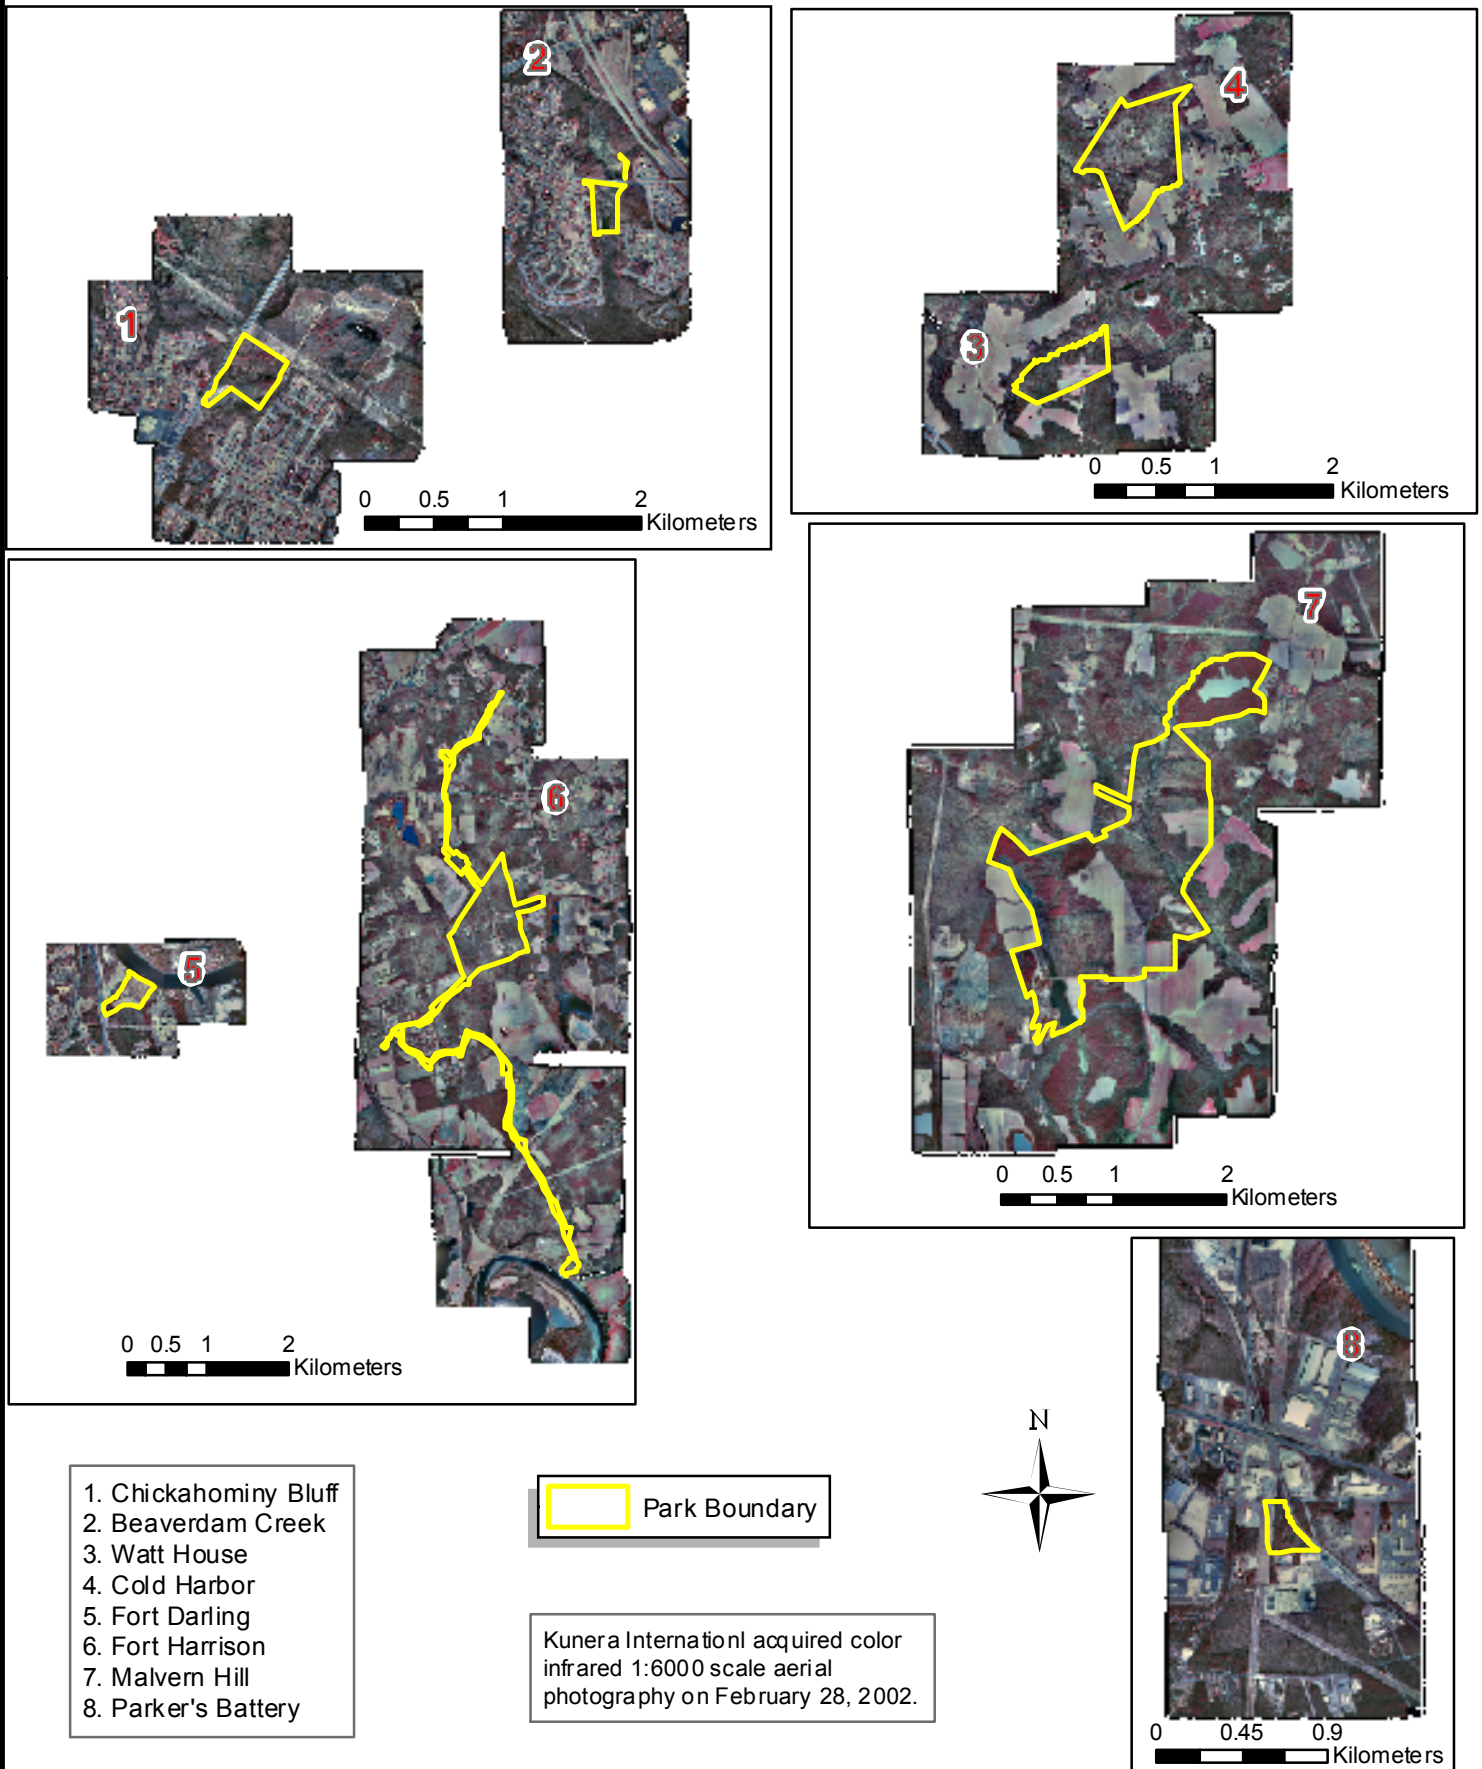 2
1
0 0.5 1 2
Kilometers
4
3
0 0.5 1 2
Kilometers
6
5
0 0.5 1 2
Kilometers
7
0 0.5 1 2
Kilometers
8
0 0.45 0.9
Kilometers
1. Chickahominy Bluff
2. Beaverdam Creek
3. Watt House
4. Cold Harbor
5. Fort Darling
6. Fort Harrison
7. Malvern Hill
8. Parker's Battery
Park Boundary
N
Kunera Internationl acquired color
infrared 1:6000 scale aerial
photography on February 28, 2002.